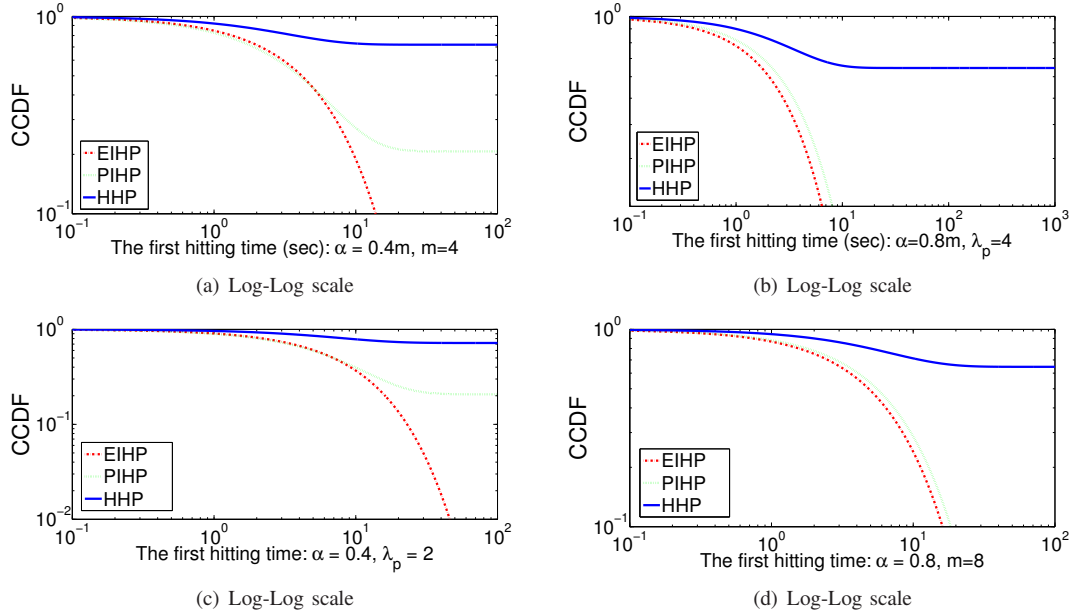 10^0
CCDF
10^-1
EIHP
PIHP
HHP
10^-1 10^0 10^1 10^2
The first hitting time (sec): α = 0.4m, m=4
(a) Log-Log scale
10^0
CCDF
EIHP
PIHP
HHP
10^-1 10^0 10^1 10^2 10^3
The first hitting time (sec): α=0.8m, λ_p=4
(b) Log-Log scale
10^0
CCDF
10^-1
10^-2
EIHP
PIHP
HHP
10^-1 10^0 10^1 10^2
The first hitting time: α = 0.4, λ_p = 2
(c) Log-Log scale
10^0
CCDF
10^-1
EIHP
PIHP
HHP
10^-1 10^0 10^1 10^2
The first hitting time: α = 0.8, m=8
(d) Log-Log scale